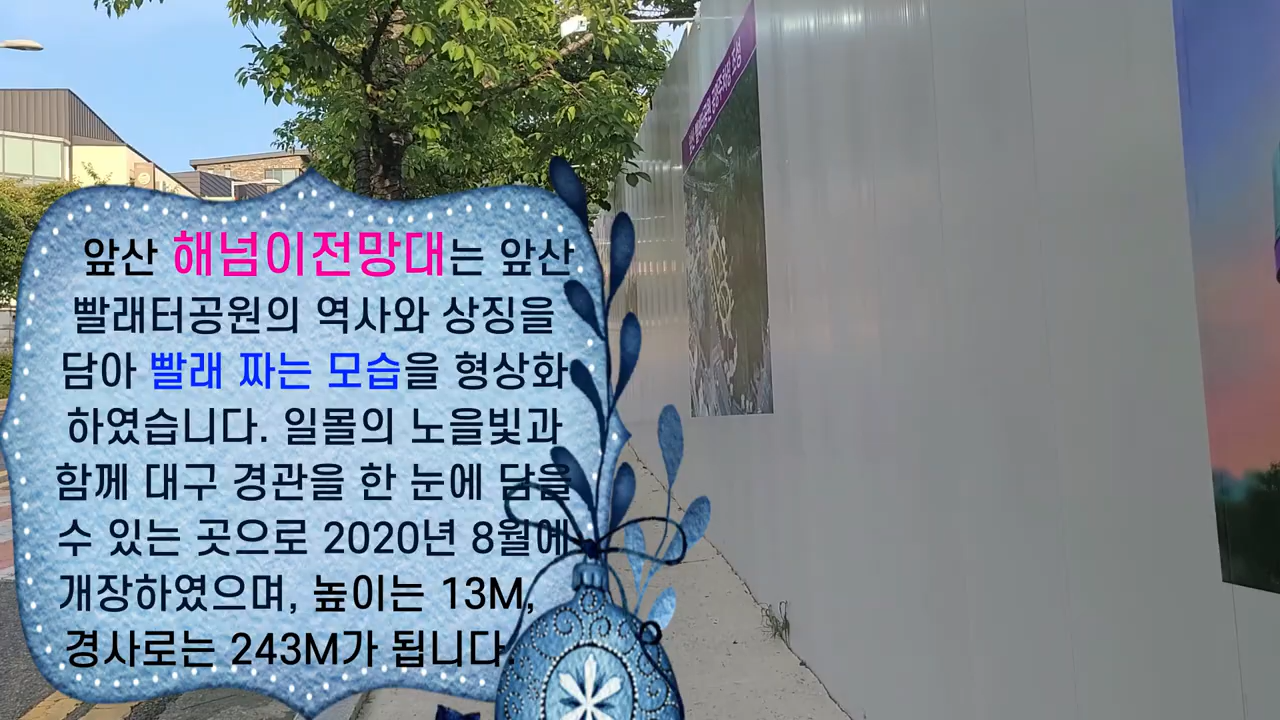 앞산 해넘이전망대는 앞산
빨래터공원의 역사와 상징을
담아 빨래 짜는 모습을 형상화
하였습니다. 일몰의 노을빛과
함께 대구 경관을 한 눈에 담을
수 있는 곳으로 2020년 8월에
개장하였으며, 높이는 13M,
경사로는 243M가 됩니다.